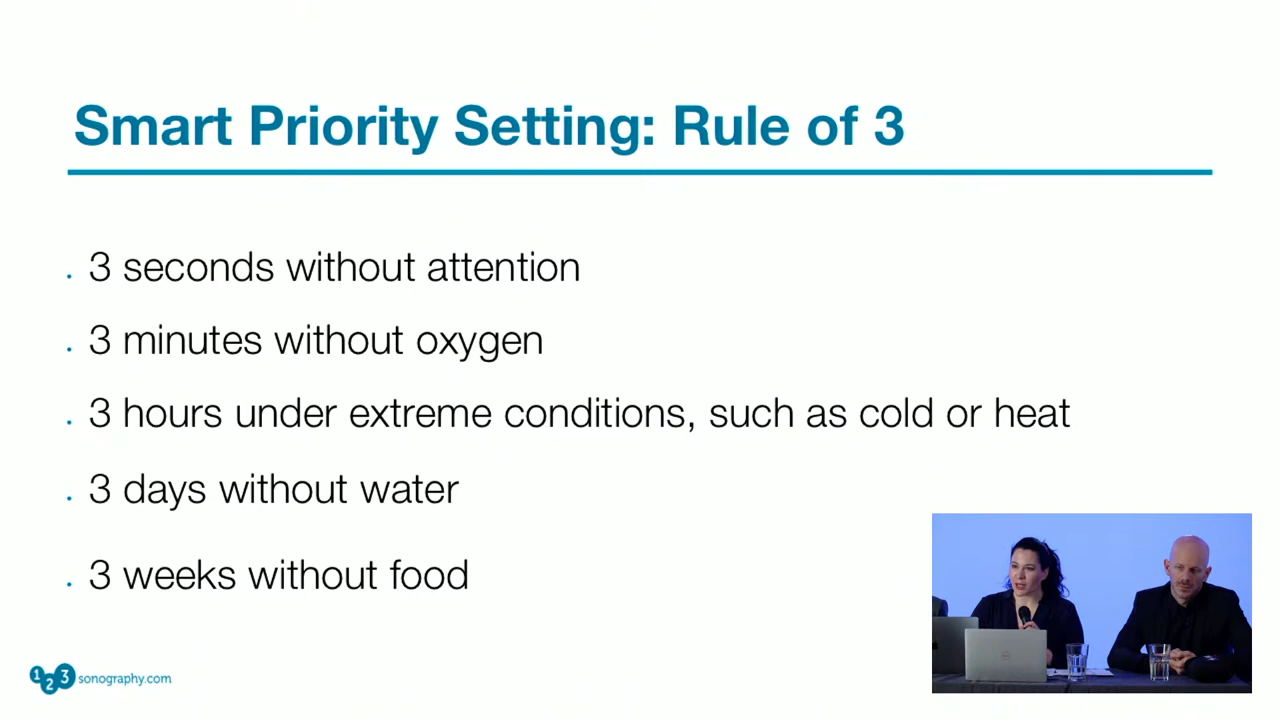 Smart Priority Setting: Rule of 3
3 seconds without attention
3 minutes without oxygen
3 hours under extreme conditions, such as cold or heat
3 days without water
3 weeks without food
123 sonography.com